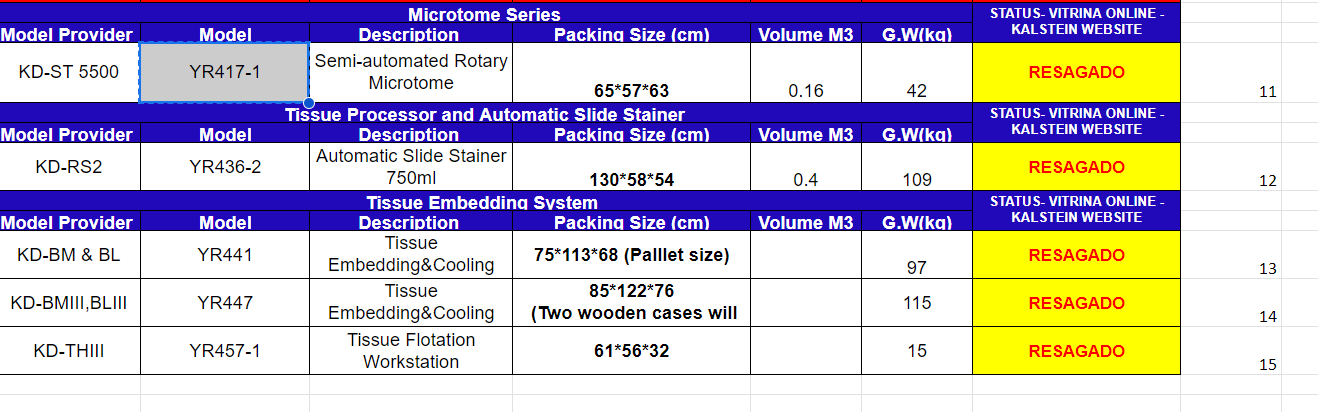 Microtome Series STATUS- VITRINA ONLINE - KALSTEIN WEBSITE
Model Provider Model Description Packing Size (cm) Volume M3 G.W(kg)
KD-ST 5500 YR417-1 Semi-automated Rotary Microtome 65*57*63 0.16 42 RESAGADO 11
Tissue Processor and Automatic Slide Stainer STATUS- VITRINA ONLINE - KALSTEIN WEBSITE
Model Provider Model Description Packing Size (cm) Volume M3 G.W(kg)
KD-RS2 YR436-2 Automatic Slide Stainer 750ml 130*58*54 0.4 109 RESAGADO 12
Tissue Embedding System STATUS- VITRINA ONLINE - KALSTEIN WEBSITE
Model Provider Model Description Packing Size (cm) Volume M3 G.W(kg)
KD-BM & BL YR441 Tissue Embedding&Cooling 75*113*68 (Palllet size) 97 RESAGADO 13
KD-BMIII,BLIII YR447 Tissue Embedding&Cooling 85*122*76 (Two wooden cases will 115 RESAGADO 14
KD-THIII YR457-1 Tissue Flotation Workstation 61*56*32 15 RESAGADO 15